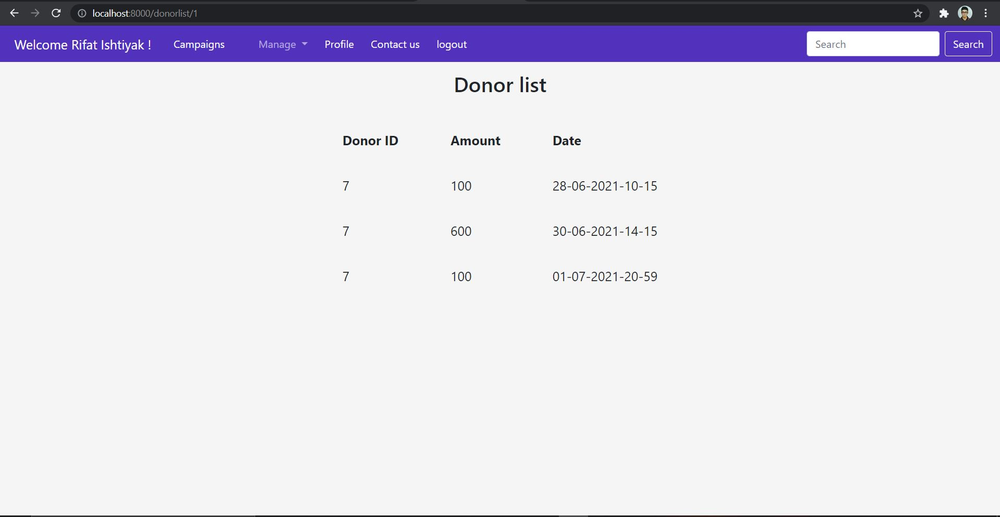 localhost:8000/donorlist/1
Welcome Rifat Ishtiyak ! Campaigns Manage Profile Contact us logout Search Search
Donor list
Donor ID Amount Date
7 100 28-06-2021-10-15
7 600 30-06-2021-14-15
7 100 01-07-2021-20-59